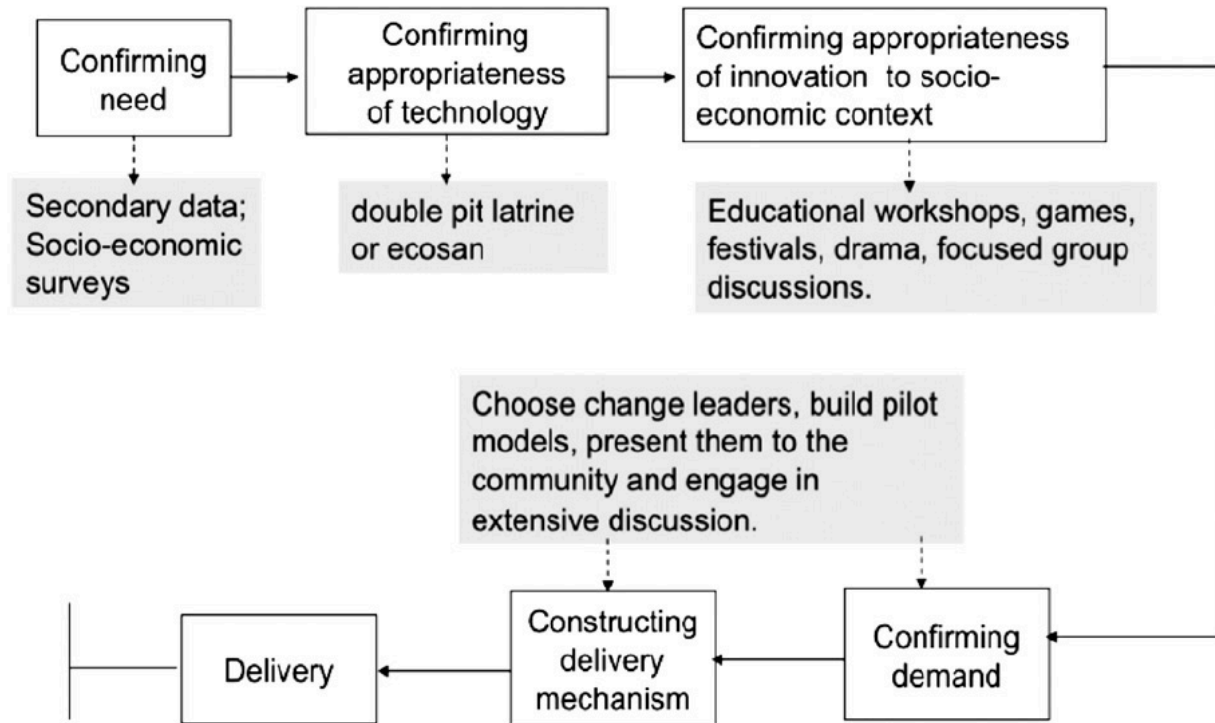 Confirming
need
Confirming
appropriateness
of technology
Confirming appropriateness
of innovation to socio-
economic context
Secondary data;
Socio-economic
surveys
double pit latrine
or ecosan
Educational workshops, games,
festivals, drama, focused group
discussions.
Choose change leaders, build pilot
models, present them to the
community and engage in
extensive discussion.
Confirming
demand
Constructing
delivery
mechanism
Delivery